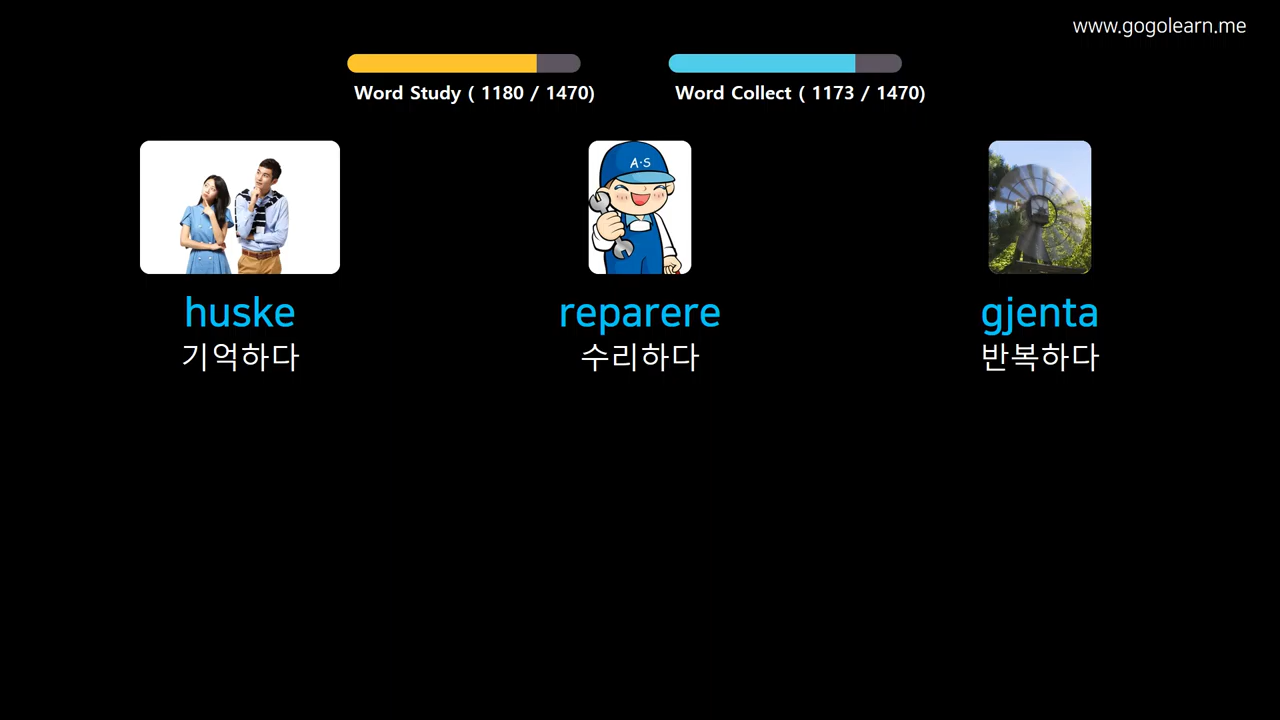 www.gogolearn.me
Word Study ( 1180 / 1470)
Word Collect ( 1173 / 1470)
A·S
huske
reparere
gjenta
기억하다
수리하다
반복하다